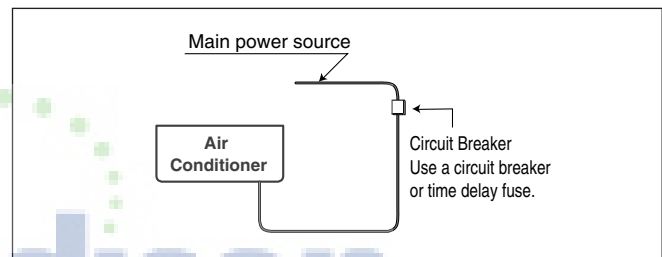 Main power source
Air
Conditioner
Circuit Breaker
Use a circuit breaker
or time delay fuse.